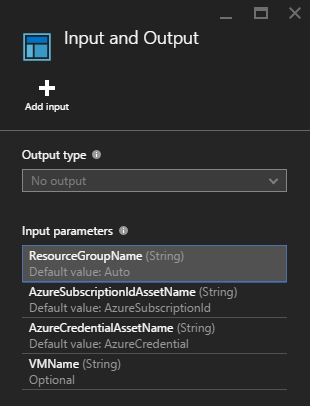 Input and Output
Add input
Output type
No output
Input parameters
ResourceGroupName (String)
Default value: Auto
AzureSubscriptionIdAssetName (String)
Default value: AzureSubscriptionId
AzureCredentialAssetName (String)
Default value: AzureCredential
VMName (String)
Optional